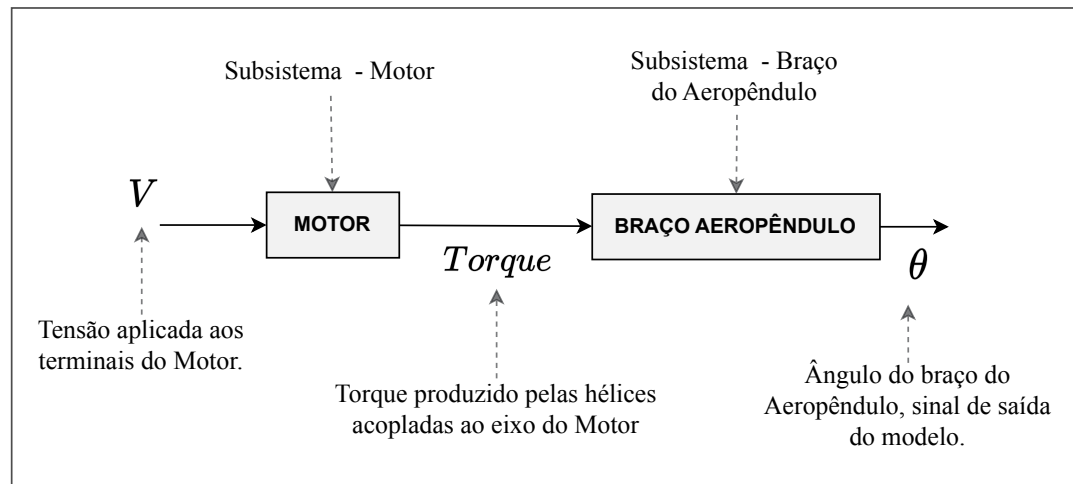 Subsistema - Motor
Subsistema - Braço
do Aeropêndulo
V
MOTOR
BRAÇO AEROPÊNDULO
Torque
θ
Tensão aplicada aos
terminais do Motor.
Torque produzido pelas hélices
acopladas ao eixo do Motor
Ângulo do braço do
Aeropêndulo, sinal de saída
do modelo.